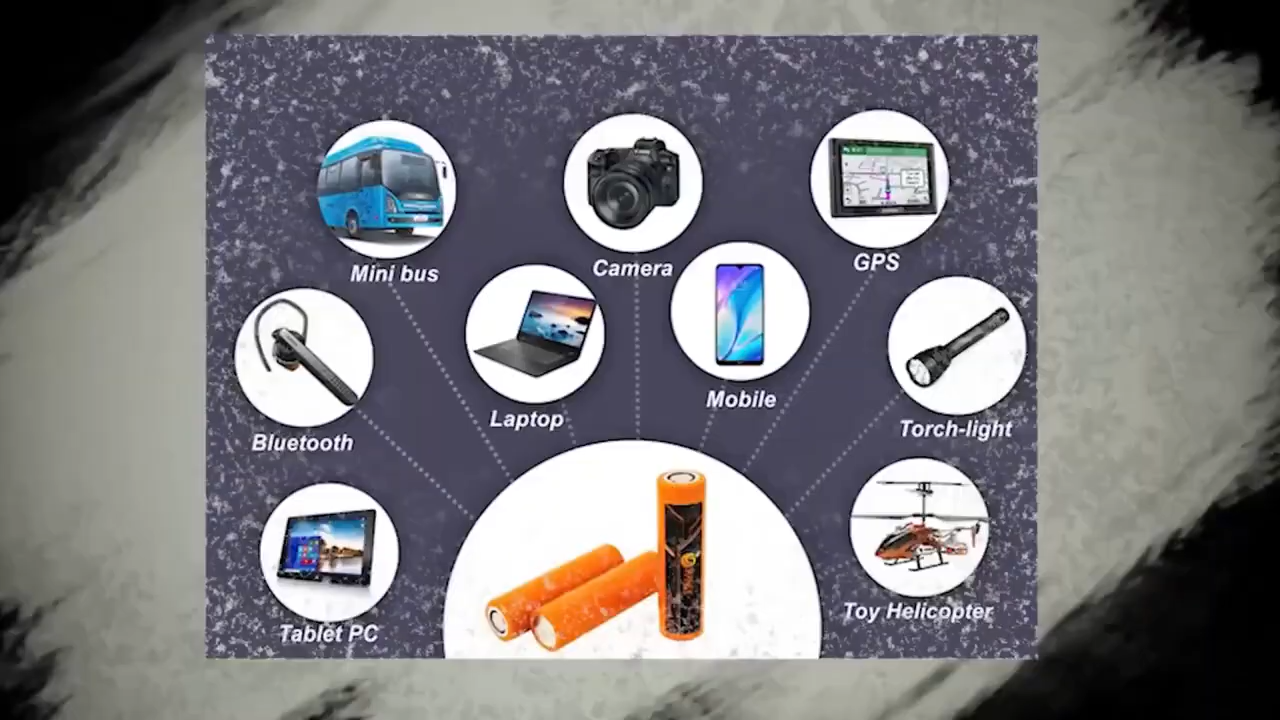 Mini bus
Camera
GPS
Bluetooth
Laptop
Mobile
Torch-light
Tablet PC
Toy Helicopter